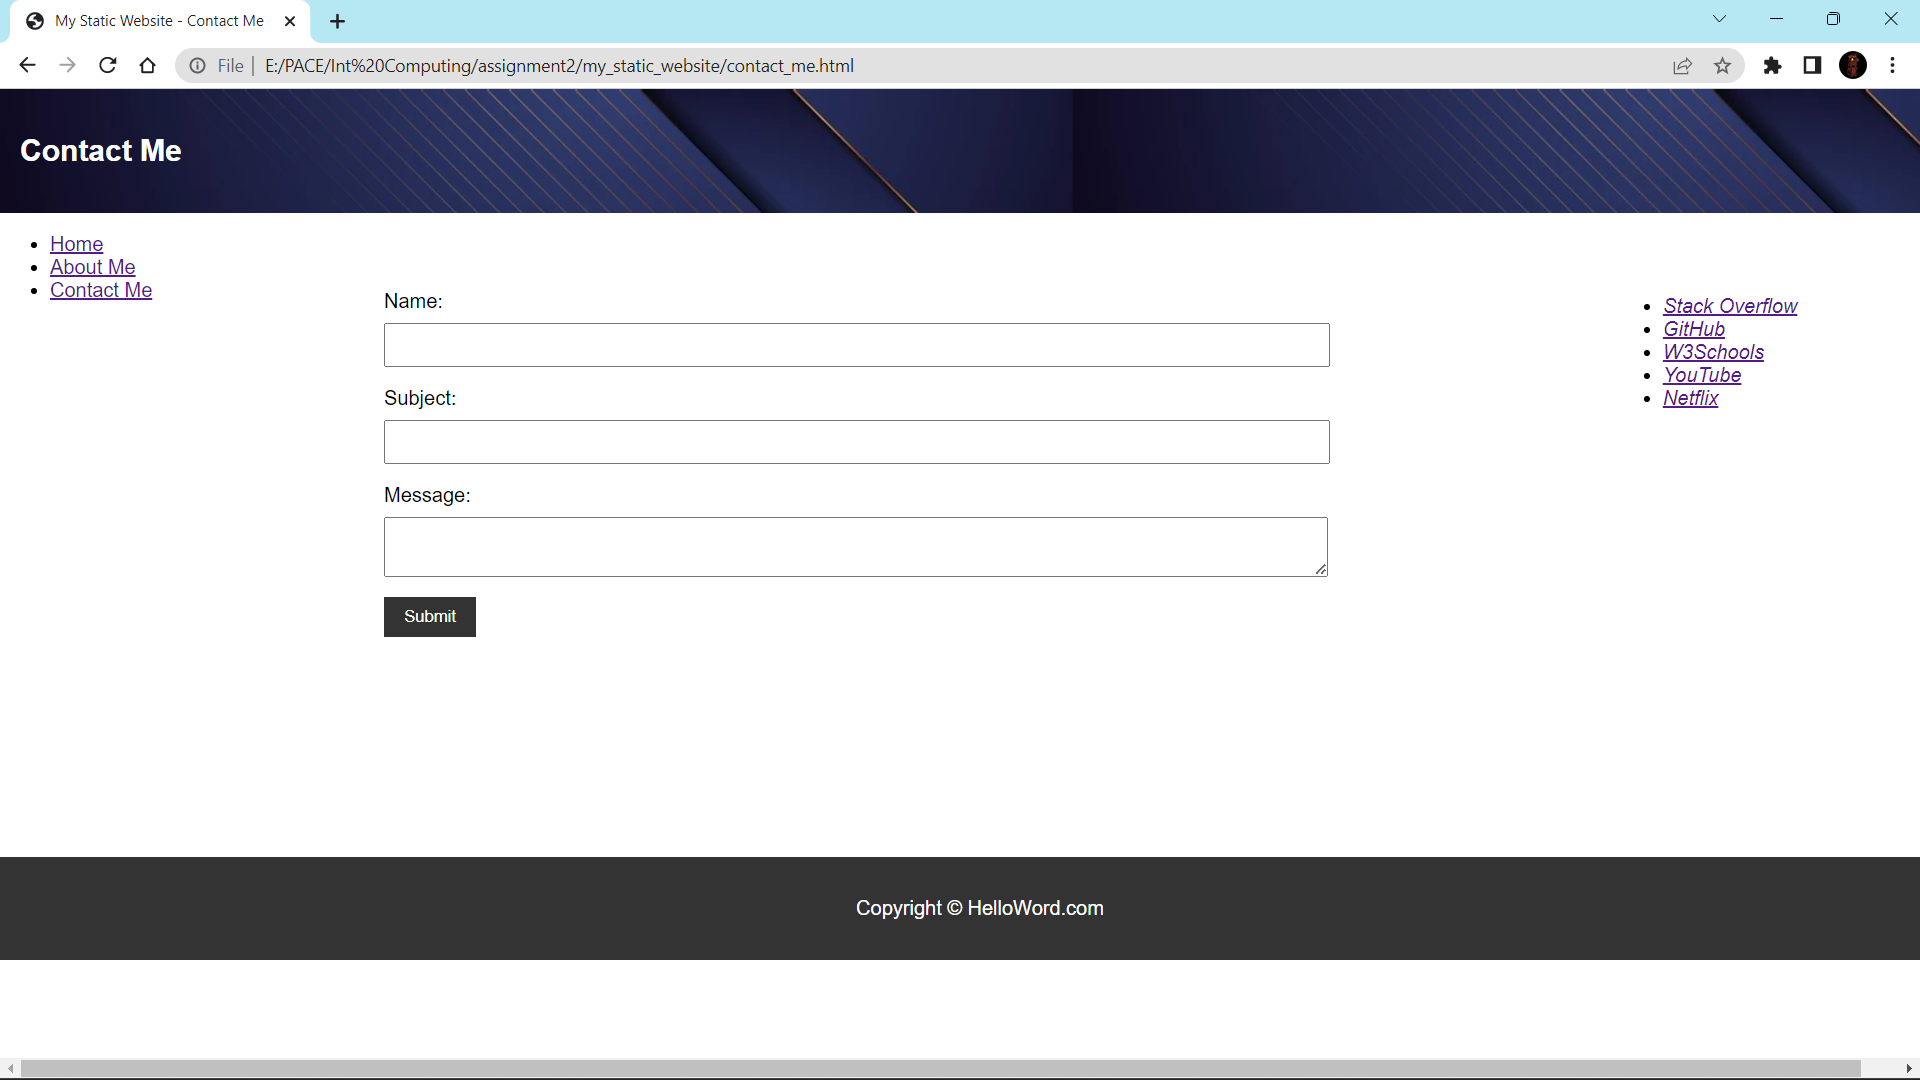 My Static Website - Contact Me
File
E:/PACE/Int%20Computing/assignment2/my_static_website/contact_me.html
Contact Me
Home
About Me
Contact Me
Name:
Subject:
Message:
Submit
Stack Overflow
GitHub
W3Schools
YouTube
Netflix
Copyright © HelloWord.com